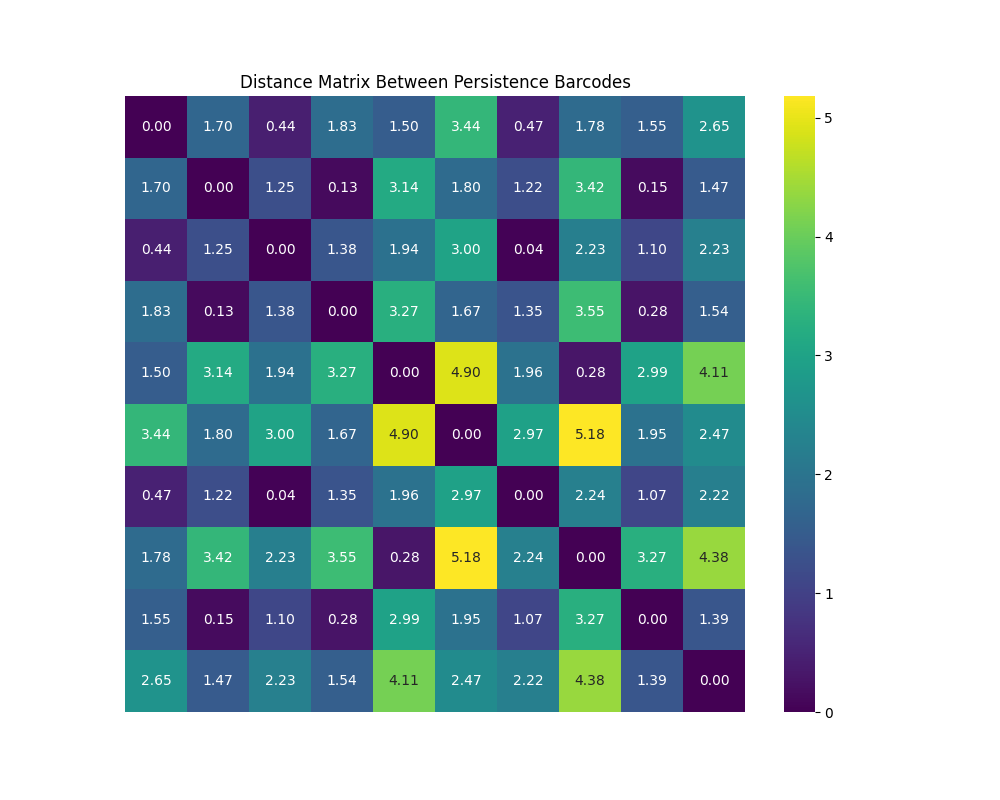 Distance Matrix Between Persistence Barcodes
0.00 1.70 0.44 1.83 1.50 3.44 0.47 1.78 1.55 2.65
1.70 0.00 1.25 0.13 3.14 1.80 1.22 3.42 0.15 1.47
0.44 1.25 0.00 1.38 1.94 3.00 0.04 2.23 1.10 2.23
1.83 0.13 1.38 0.00 3.27 1.67 1.35 3.55 0.28 1.54
1.50 3.14 1.94 3.27 0.00 4.90 1.96 0.28 2.99 4.11
3.44 1.80 3.00 1.67 4.90 0.00 2.97 5.18 1.95 2.47
0.47 1.22 0.04 1.35 1.96 2.97 0.00 2.24 1.07 2.22
1.78 3.42 2.23 3.55 0.28 5.18 2.24 0.00 3.27 4.38
1.55 0.15 1.10 0.28 2.99 1.95 1.07 3.27 0.00 1.39
2.65 1.47 2.23 1.54 4.11 2.47 2.22 4.38 1.39 0.00
5
4
3
2
1
0